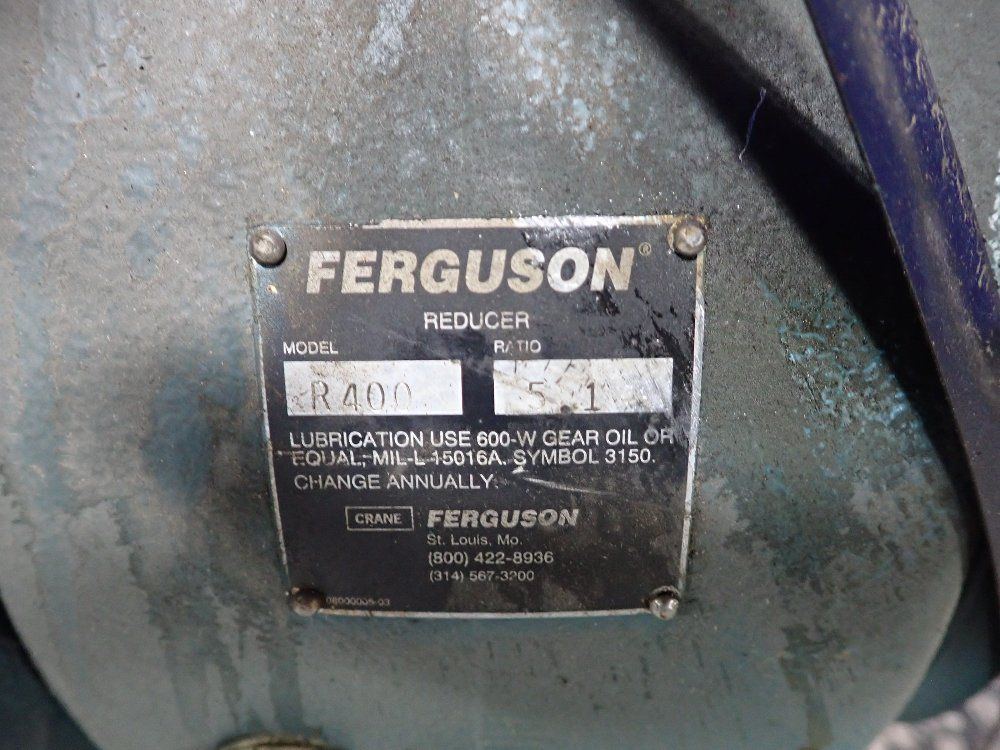 FERGUSON®
REDUCER
MODEL RATIO
R400 5 1
LUBRICATION USE 600-W GEAR OIL OR
EQUAL, MIL-L-15016A. SYMBOL 3150.
CHANGE ANNUALLY.
CRANE FERGUSON
St. Louis, Mo.
(800) 422-8936
(314) 567-3200